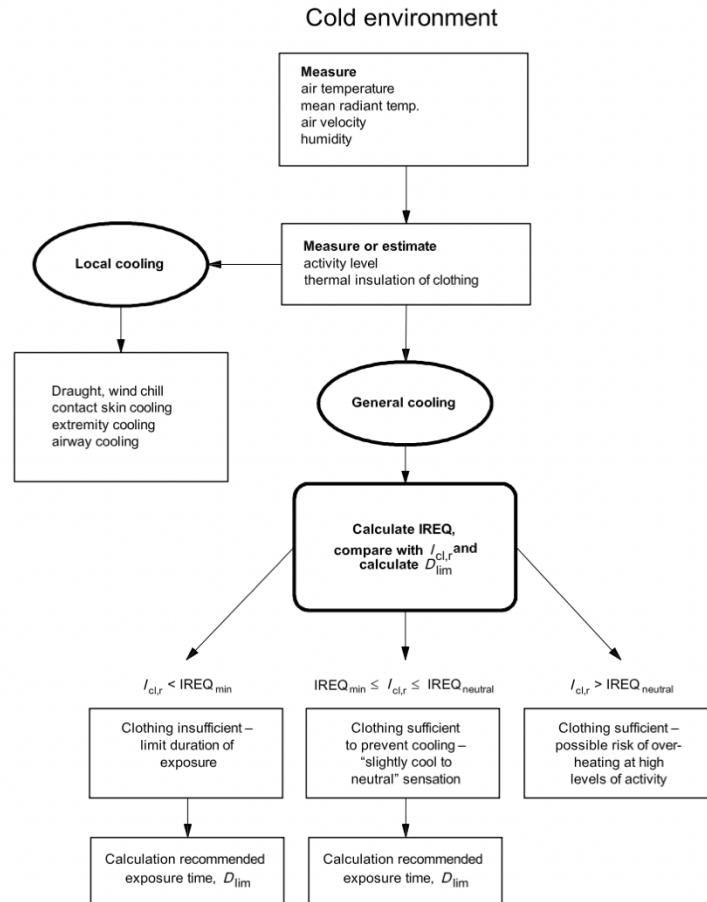 Cold environment
Measure
air temperature
mean radiant temp.
air velocity
humidity
Measure or estimate
activity level
thermal insulation of clothing
Local cooling
Draught, wind chill
contact skin cooling
extremity cooling
airway cooling
General cooling
Calculate IREQ,
compare with Icl,r and
calculate Dlim
Icl,r < IREQmin
IREQmin ≤ Icl,r ≤ IREQneutral
Icl,r > IREQneutral
Clothing insufficient –
limit duration of
exposure
Clothing sufficient
to prevent cooling –
“slightly cool to
neutral” sensation
Clothing sufficient –
possible risk of over-
heating at high
levels of activity
Calculation recommended
exposure time, Dlim
Calculation recommended
exposure time, Dlim